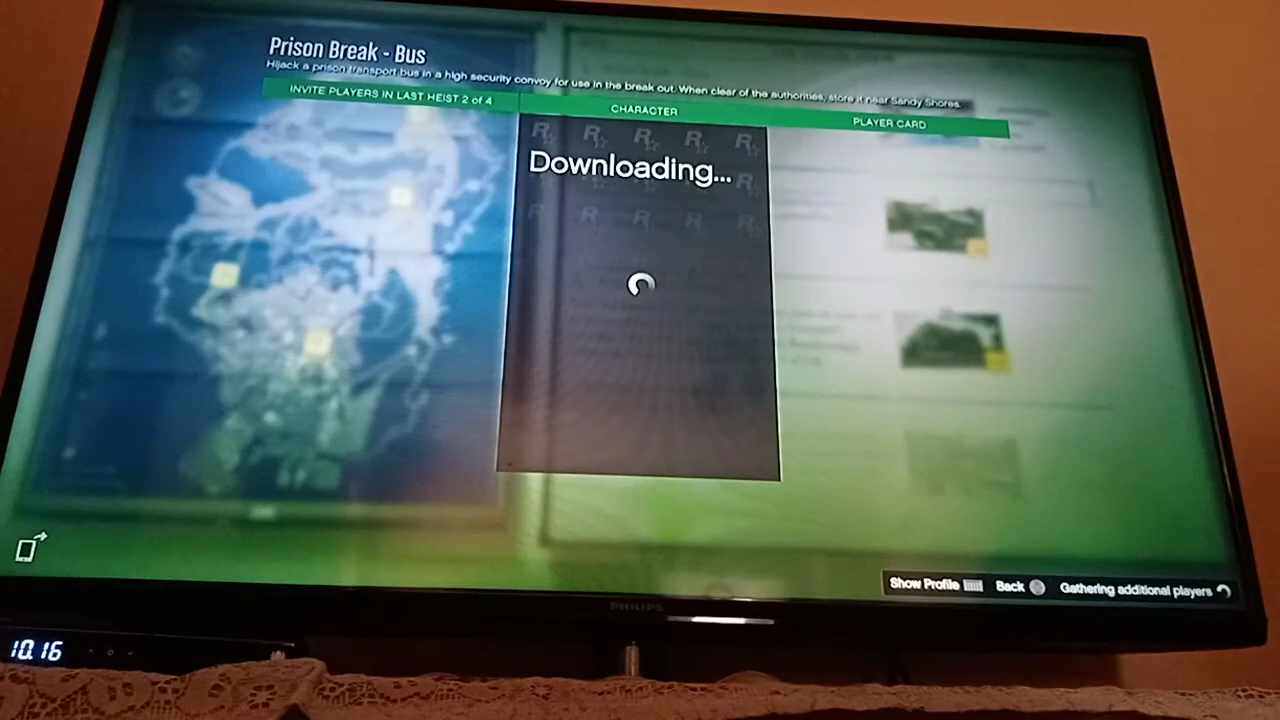 Prison Break - Bus
Hijack a prison transport bus in a high security convoy for use in the break out. When clear of the authorities, store it near Sandy Shores.
INVITE PLAYERS IN LAST HEIST 2 of 4
CHARACTER
PLAYER CARD
Downloading...
Show Profile
Back
Gathering additional players
PHILIPS
10.16